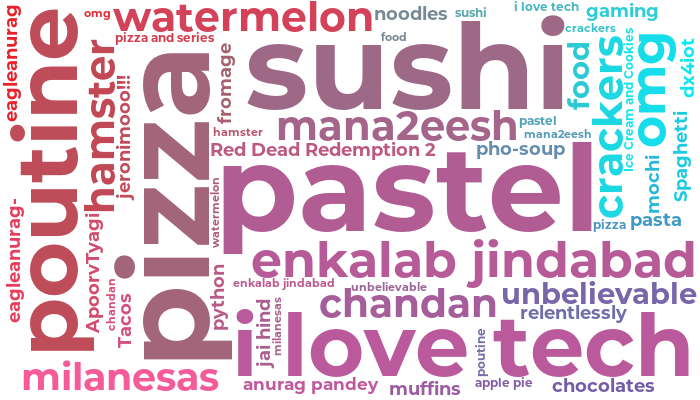 eagleanurag
omg
watermelon
noodles
sushi
i love tech
gaming
pizza and series
food
crackers
poutine
hamster
jeronimooo!!!
pizza
fromage
sushi
food
crackers
Ice Cream and Cookies
omg
dx4iot
hamster
mana2eesh
pastel
mana2eesh
Red Dead Redemption 2
pho-soup
mochi
Spaghetti
pastel
watermelon
pizza
pasta
eagleanurag-
ApoorvTyagi
chandan
Tacos
enkalab jindabad
python
enkalab jindabad
unbelievable
unbelievable
chandan
relentlessly
jai hind
milanesas
i love tech
poutine
milanesas
anurag pandey
muffins
apple pie
chocolates